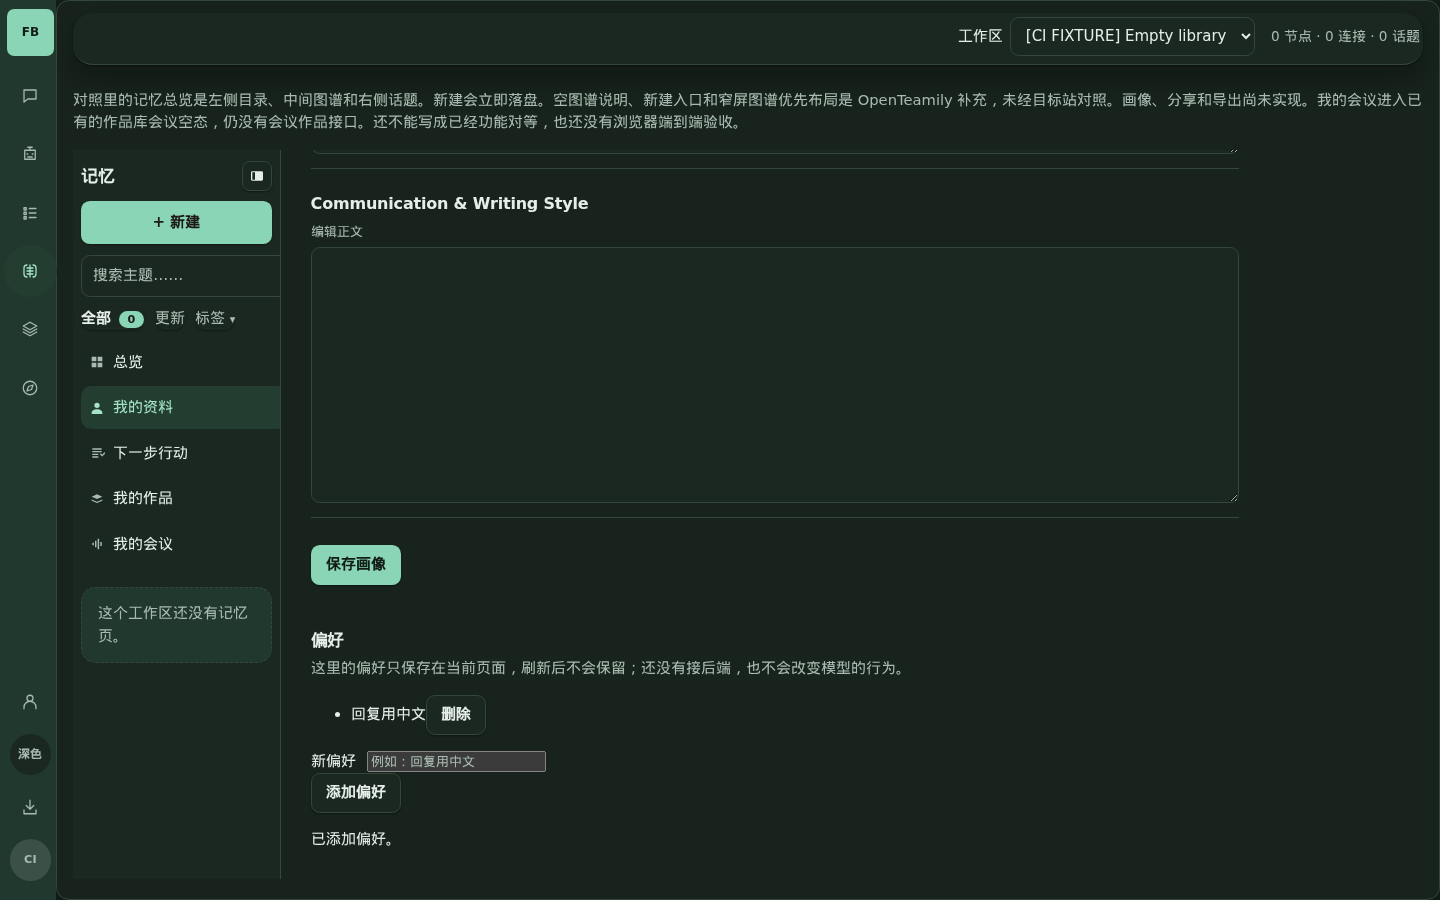 FB
工作区
[CI FIXTURE] Empty library
0 节点 · 0 连接 · 0 话题
对照里的记忆总览是左侧目录、中间图谱和右侧话题。新建会立即落盘。空图谱说明、新建入口和窄屏图谱优先布局是 OpenTeamily 补充，未经目标站对照。画像、分享和导出尚未实现。我的会议进入已
有的作品库会议空态，仍没有会议作品接口。还不能写成已经功能对等，也还没有浏览器端到端验收。
记忆
+ 新建
搜索主题……
全部 0 更新 标签 ▾
总览
我的资料
下一步行动
我的作品
我的会议
这个工作区还没有记忆
页。
Communication & Writing Style
编辑正文
保存画像
偏好
这里的偏好只保存在当前页面，刷新后不会保留；还没有接后端，也不会改变模型的行为。
• 回复用中文 删除
新偏好 例如：回复用中文
添加偏好
已添加偏好。
深色
CI